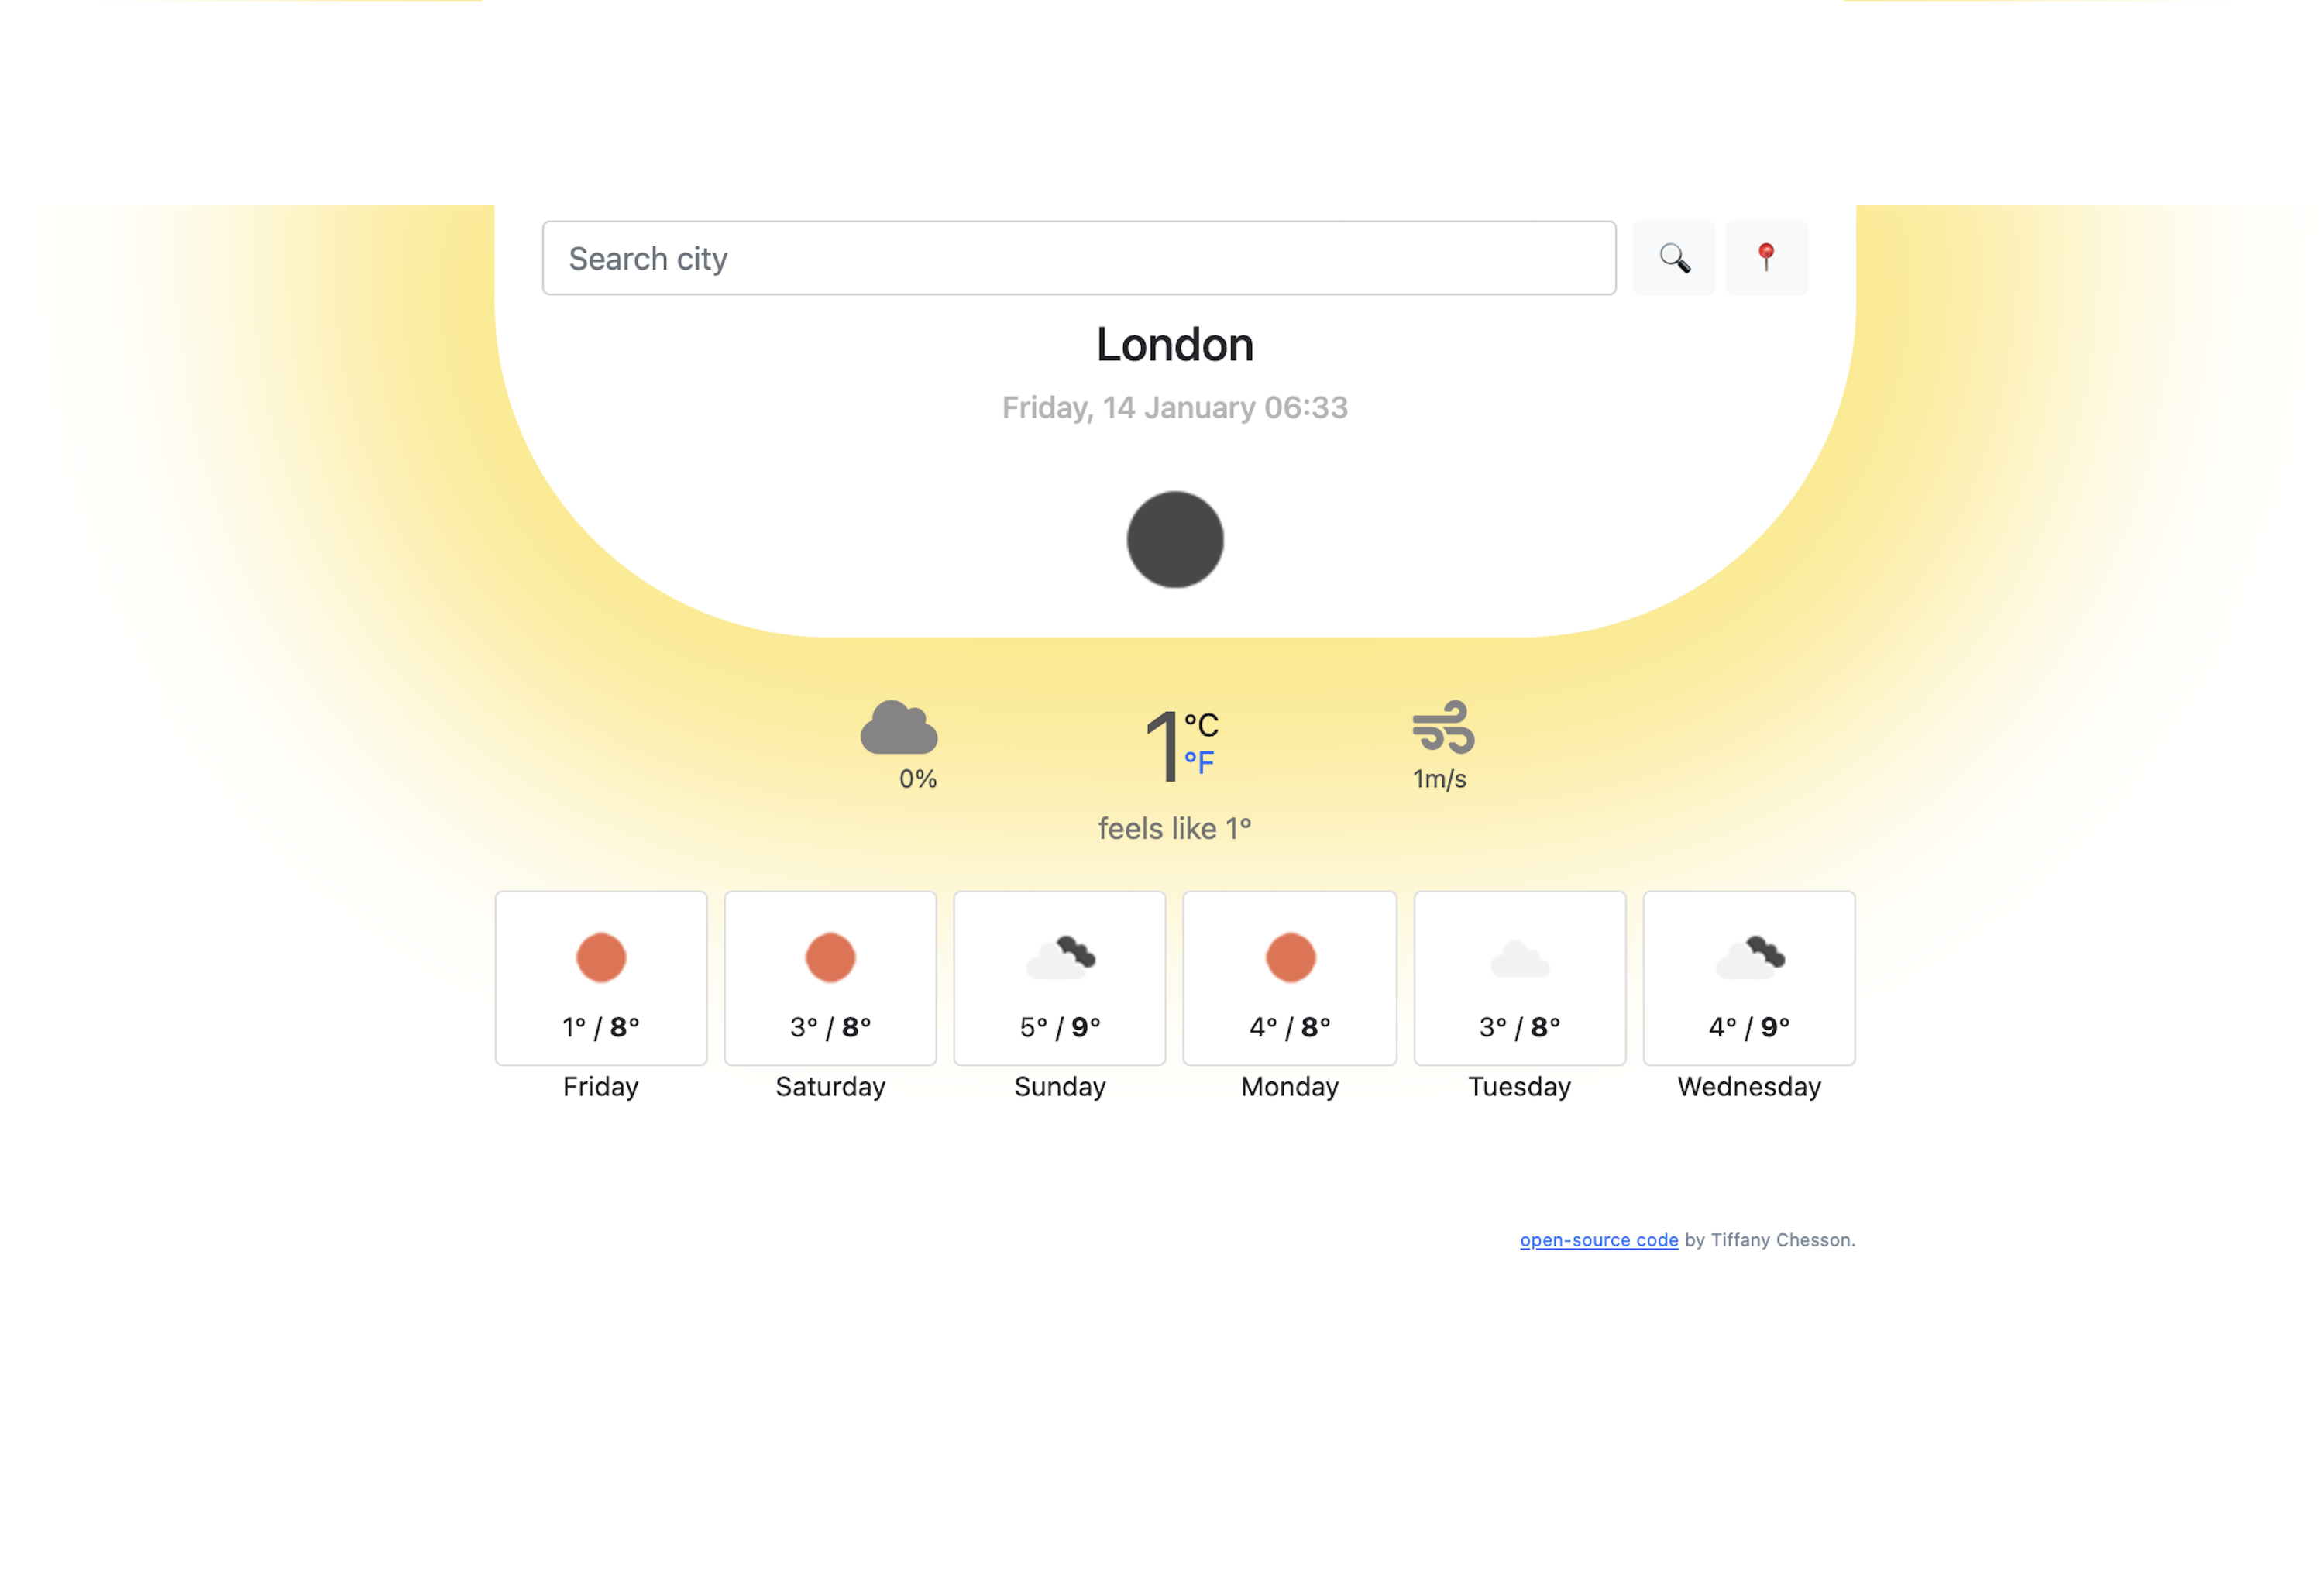 Search city
London
Friday, 14 January 06:33
0%
1 °C
°F
1m/s
feels like 1°
1° / 8°
3° / 8°
5° / 9°
4° / 8°
3° / 8°
4° / 9°
Friday
Saturday
Sunday
Monday
Tuesday
Wednesday
open-source code by Tiffany Chesson.